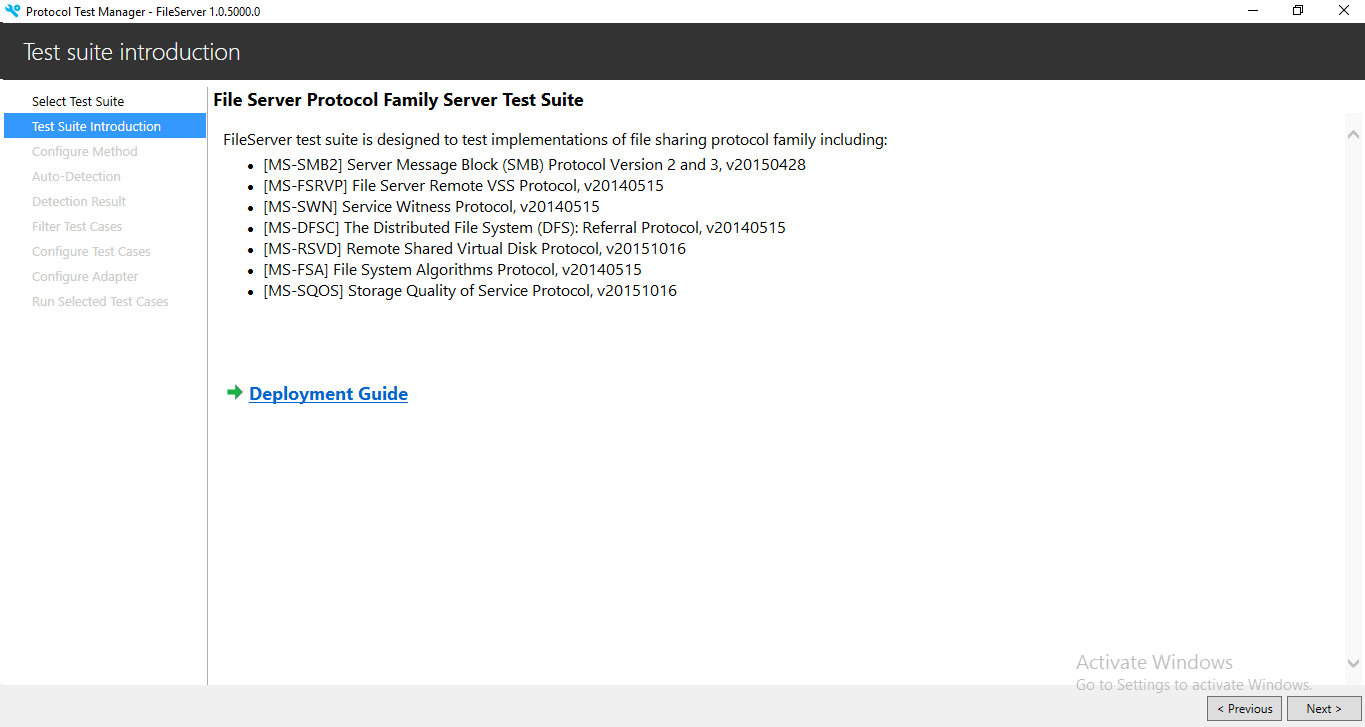 Protocol Test Manager - FileServer 1.0.5000.0
Test suite introduction
Select Test Suite
Test Suite Introduction
Configure Method
Auto-Detection
Detection Result
Filter Test Cases
Configure Test Cases
Configure Adapter
Run Selected Test Cases
File Server Protocol Family Server Test Suite
FileServer test suite is designed to test implementations of file sharing protocol family including:
• [MS-SMB2] Server Message Block (SMB) Protocol Version 2 and 3, v20150428
• [MS-FSRVP] File Server Remote VSS Protocol, v20140515
• [MS-SWN] Service Witness Protocol, v20140515
• [MS-DFSC] The Distributed File System (DFS): Referral Protocol, v20140515
• [MS-RSVD] Remote Shared Virtual Disk Protocol, v20151016
• [MS-FSA] File System Algorithms Protocol, v20140515
• [MS-SQOS] Storage Quality of Service Protocol, v20151016
Deployment Guide
Activate Windows
Go to Settings to activate Windows.
< Previous
Next >